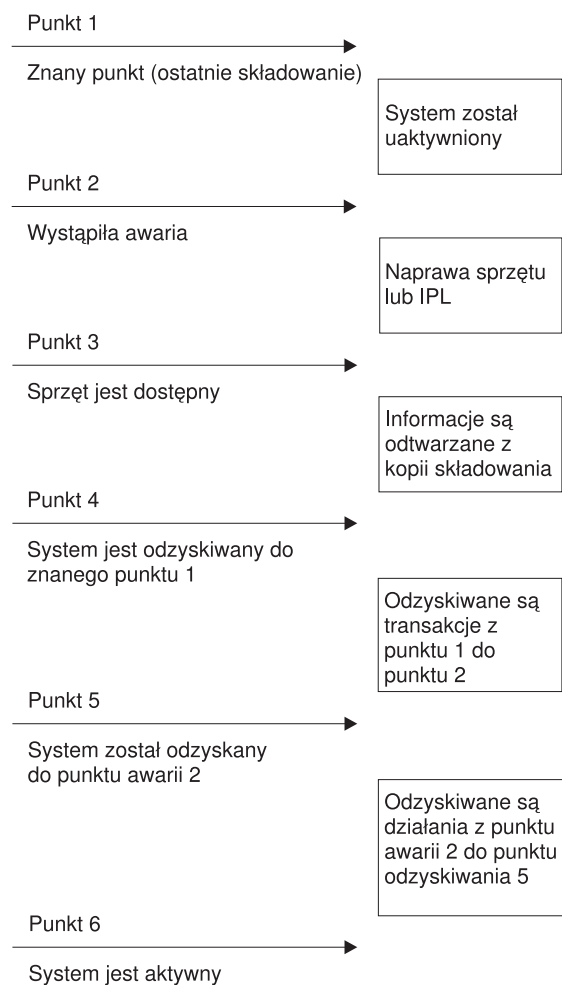 Punkt 1
Znany punkt (ostatnie składowanie)
System został
uaktywniony
Punkt 2
Wystąpiła awaria
Naprawa sprzętu
lub IPL
Punkt 3
Sprzęt jest dostępny
Informacje są
odtwarzane z
kopii składowania
Punkt 4
System jest odzyskiwany do
znanego punktu 1
Odzyskiwane są
transakcje z
punktu 1 do
punktu 2
Punkt 5
System został odzyskany
do punktu awarii 2
Odzyskiwane są
działania z punktu
awarii 2 do punktu
odzyskiwania 5
Punkt 6
System jest aktywny